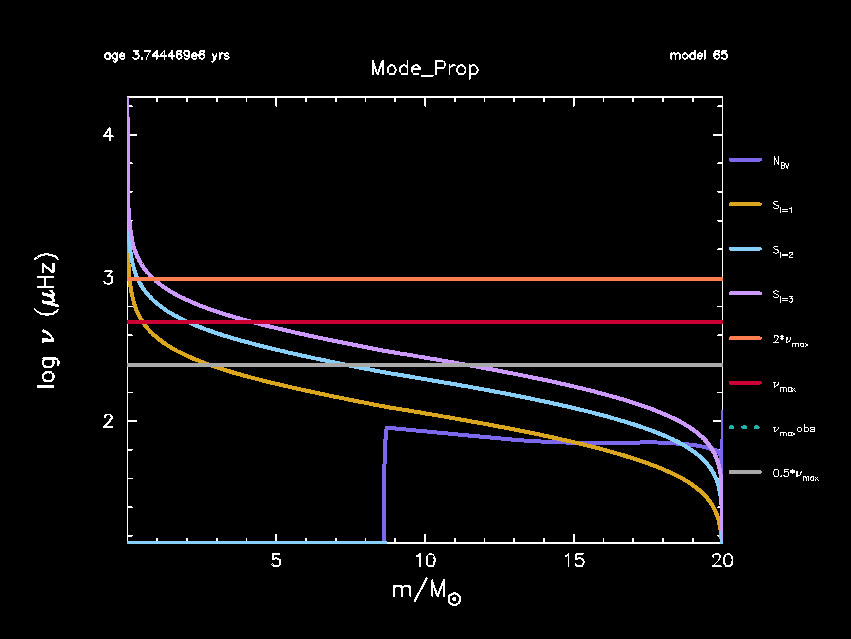 age 3.744469e6 yrs
model 65
Mode_Prop
log ν (μHz)
4
3
2
5
10
15
20
m/M⊙
N_BV
S_l=1
S_l=2
S_l=3
2*ν_max
ν_max
ν_max obs
0.5*ν_max